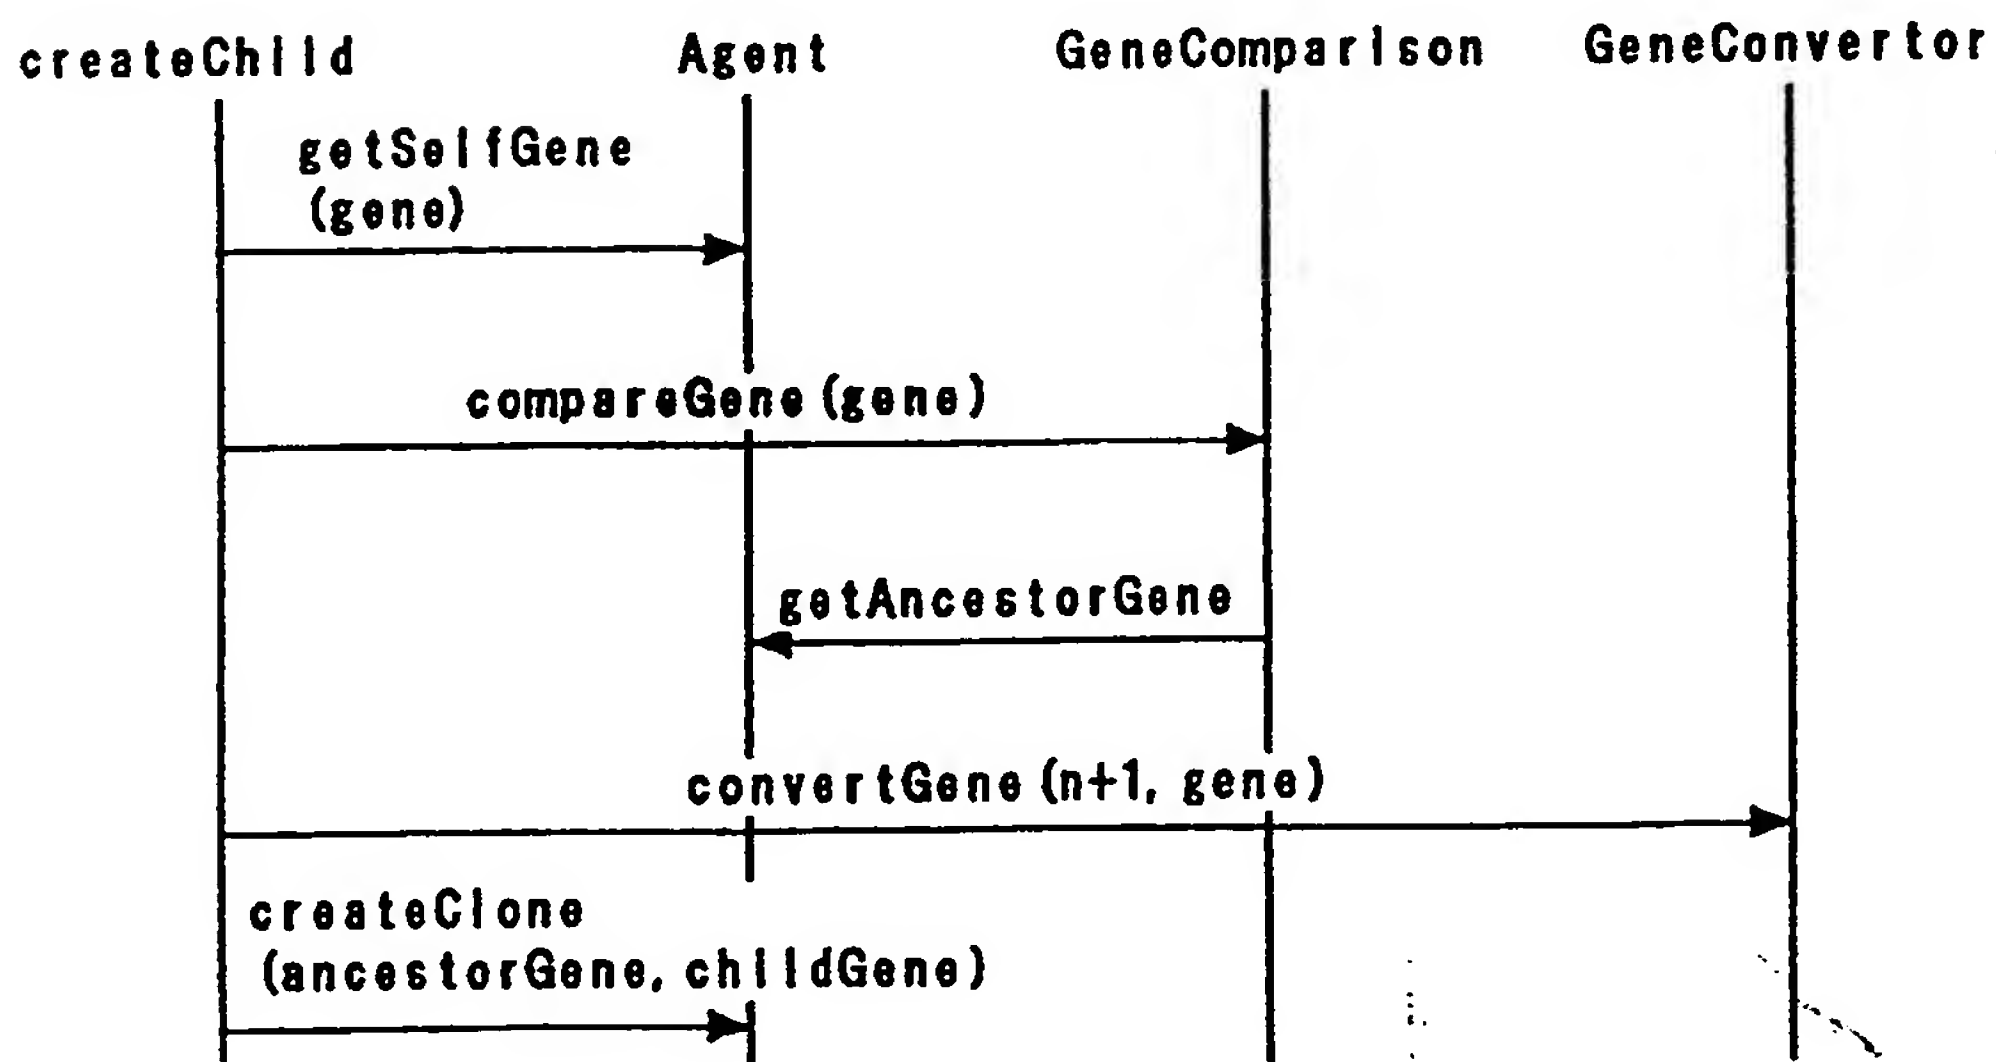 createChild Agent GeneComparison GeneConvertor
getSelfGene
(gene)
compareGene (gene)
getAncestorGene
convertGene (n+1, gene)
createClone
(ancestorGene, childGene)